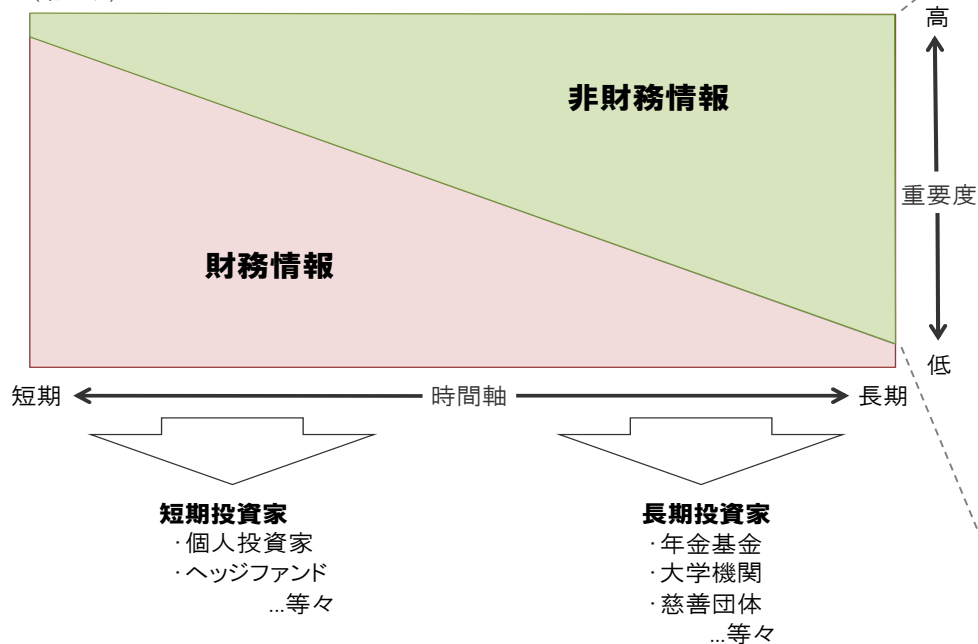 高
非財務情報
重要度
財務情報
低
短期 時間軸 長期
短期投資家
・個人投資家
・ヘッジファンド
...等々
長期投資家
・年金基金
・大学機関
・慈善団体
...等々